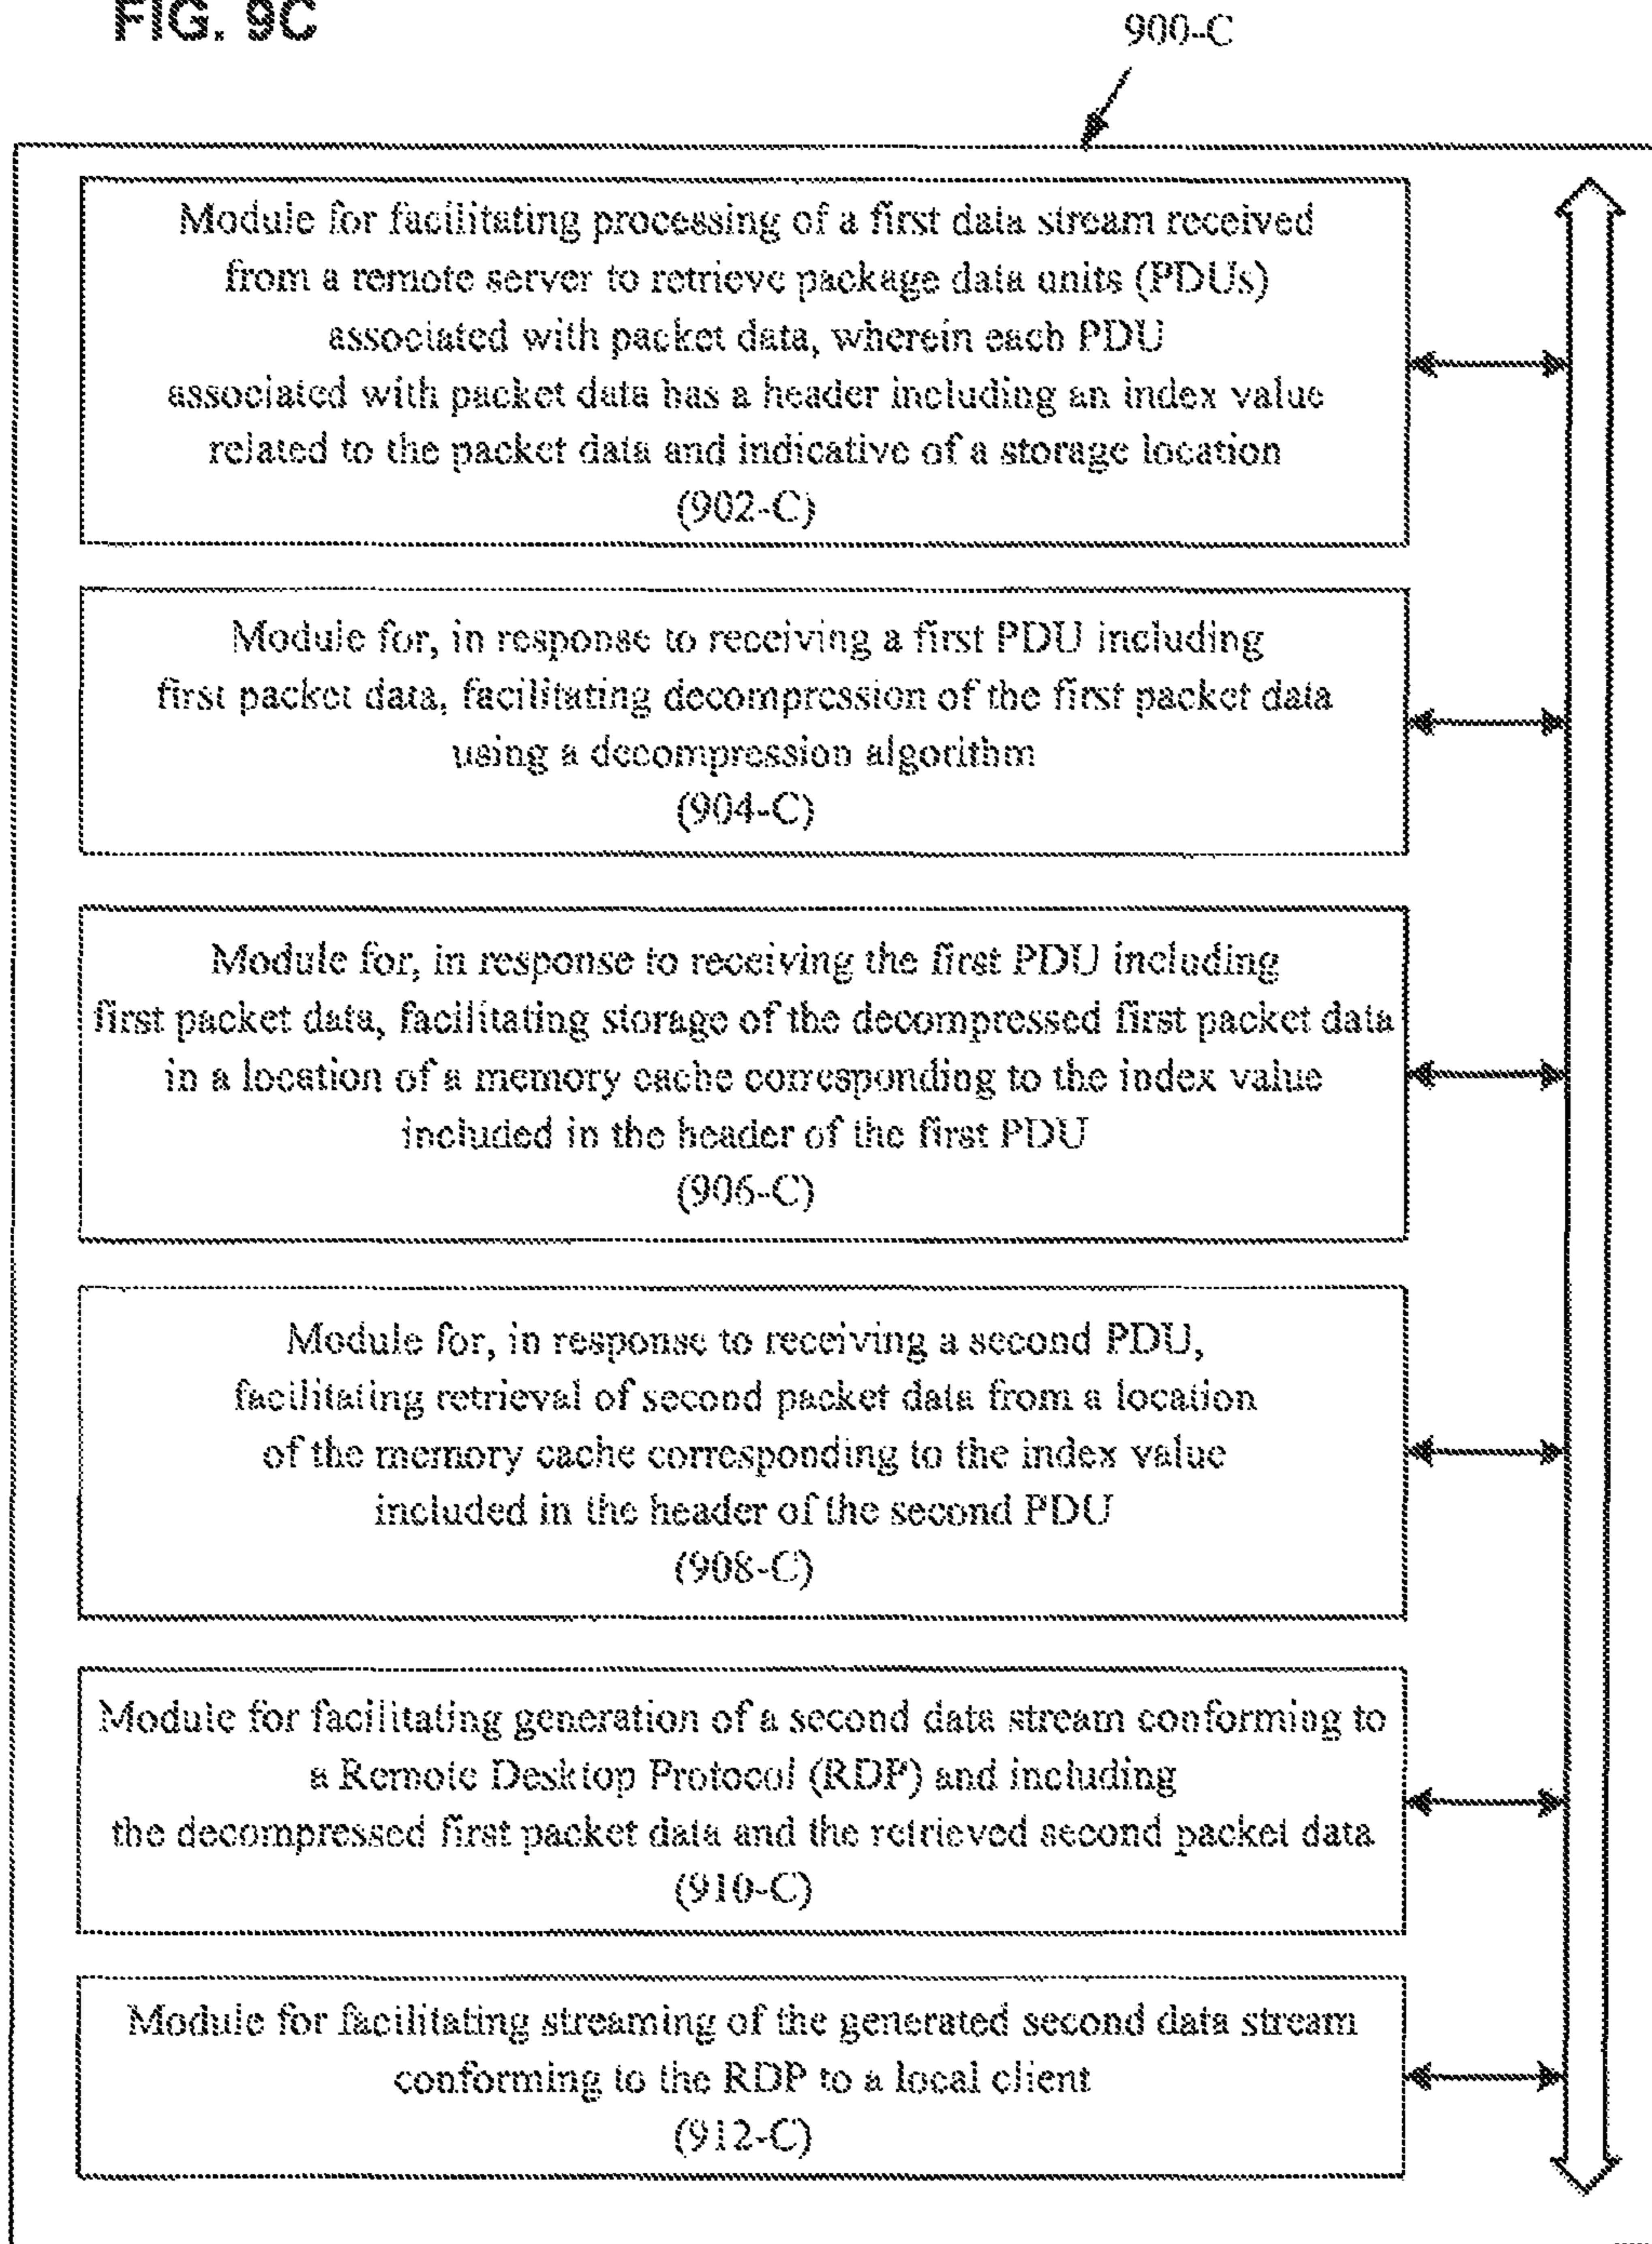 FIG. 9C
900-C
Module for facilitating processing of a first data stream received
from a remote server to retrieve package data units (PDUs)
associated with packet data, wherein each PDU
associated with packet data has a header including an index value
related to the packet data and indicative of a storage location
(902-C)
Module for, in response to receiving a first PDU including
first packet data, facilitating decompression of the first packet data
using a decompression algorithm
(904-C)
Module for, in response to receiving the first PDU including
first packet data, facilitating storage of the decompressed first packet data
in a location of a memory cache corresponding to the index value
included in the header of the first PDU
(906-C)
Module for, in response to receiving a second PDU,
facilitating retrieval of second packet data from a location
of the memory cache corresponding to the index value
included in the header of the second PDU
(908-C)
Module for facilitating generation of a second data stream conforming to
a Remote Desktop Protocol (RDP) and including
the decompressed first packet data and the retrieved second packet data
(910-C)
Module for facilitating streaming of the generated second data stream
conforming to the RDP to a local client
(912-C)